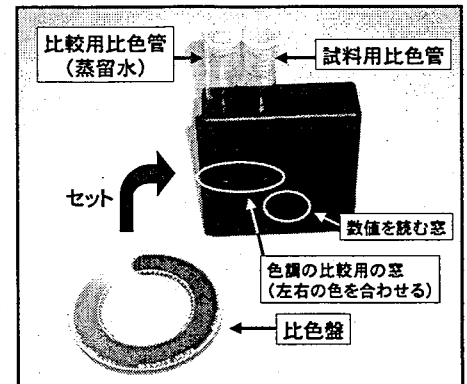 比較用比色管
(蒸留水)
試料用比色管
セット
数値を読む窓
色調の比較用の窓
(左右の色を合わせる)
比色盤